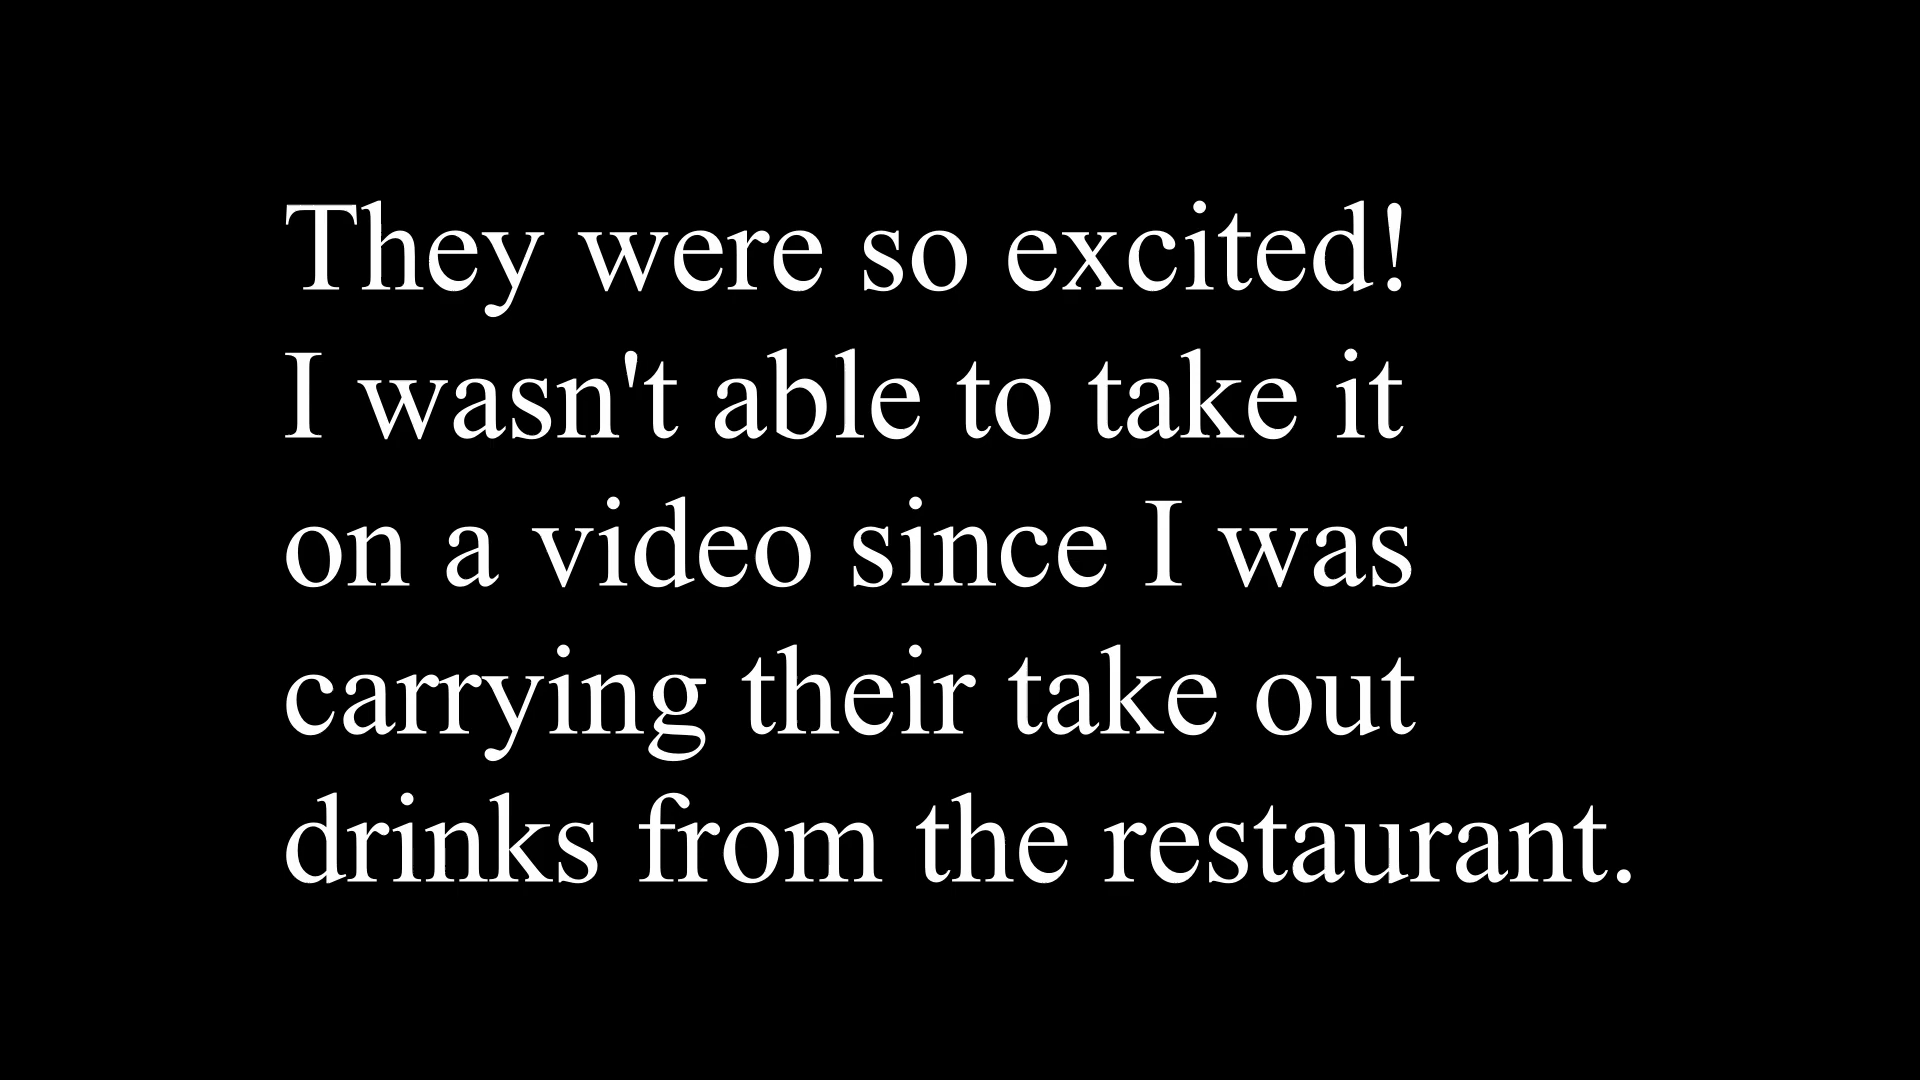 They were so excited!
I wasn't able to take it
on a video since I was
carrying their take out
drinks from the restaurant.